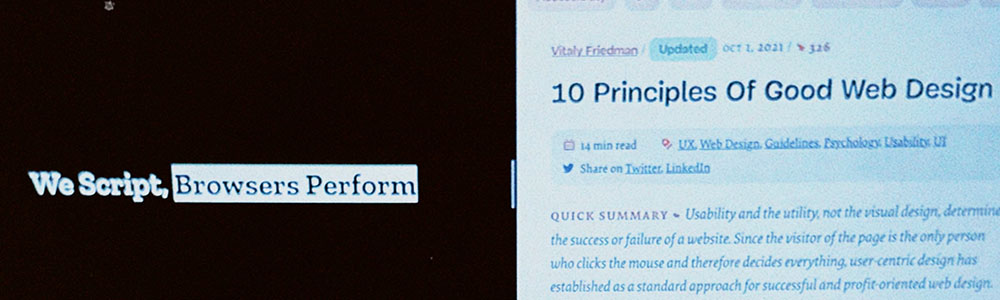 We Script, Browsers Perform
Vitaly Friedman / Updated OCT 1, 2021 / 326
10 Principles Of Good Web Design
14 min read UX, Web Design, Guidelines, Psychology, Usability, UI
Share on Twitter, LinkedIn
QUICK SUMMARY ~ Usability and the utility, not the visual design, determine
the success or failure of a website. Since the visitor of the page is the only person
who clicks the mouse and therefore decides everything, user-centric design has
established as a standard approach for successful and profit-oriented web design.